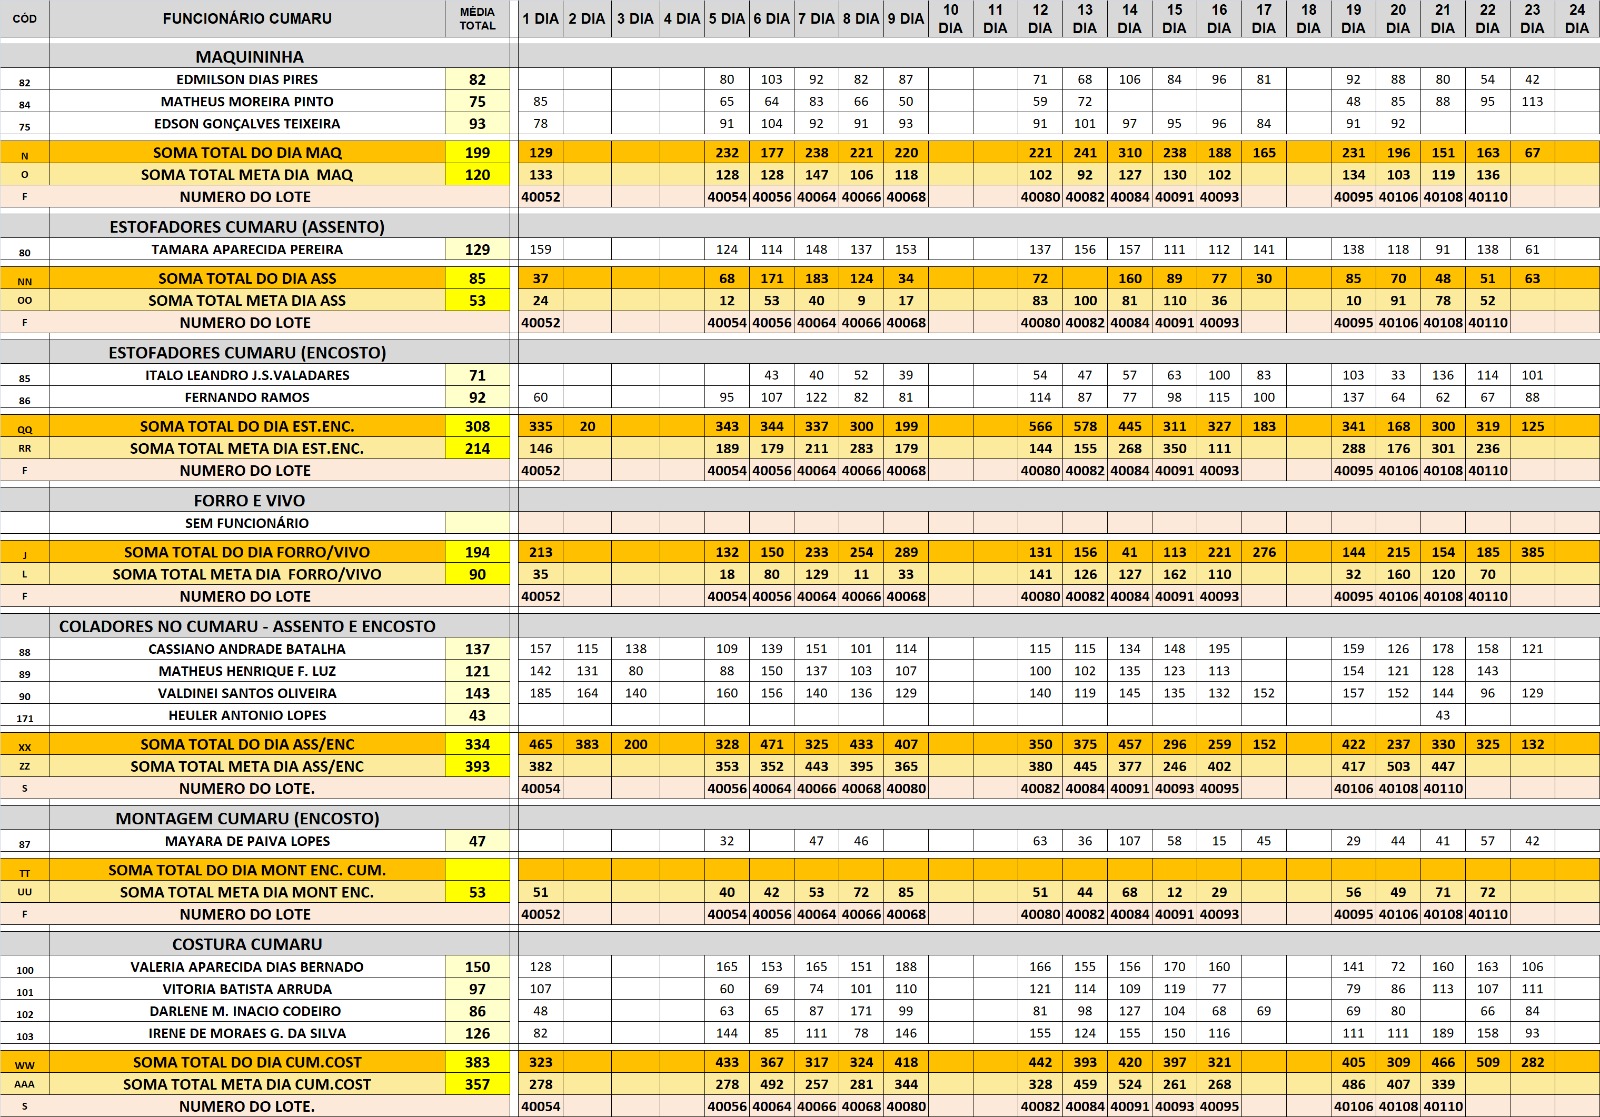 CÓD FUNCIONÁRIO CUMARU MÉDIA TOTAL 1 DIA 2 DIA 3 DIA 4 DIA 5 DIA 6 DIA 7 DIA 8 DIA 9 DIA 10 DIA 11 DIA 12 DIA 13 DIA 14 DIA 15 DIA 16 DIA 17 DIA 18 DIA 19 DIA 20 DIA 21 DIA 22 DIA 23 DIA 24 DIA
MAQUININHA
82 EDMILSON DIAS PIRES 82 80 103 92 82 87 71 68 106 84 96 81 92 88 80 54 42
84 MATHEUS MOREIRA PINTO 75 85 65 64 83 66 50 59 72 48 85 88 95 113
75 EDSON GONÇALVES TEIXEIRA 93 78 91 104 92 91 93 91 101 97 95 96 84 91 92
N SOMA TOTAL DO DIA MAQ 199 129 232 177 238 221 220 221 241 310 238 188 165 231 196 151 163 67
O SOMA TOTAL META DIA MAQ 120 133 128 128 147 106 118 102 92 127 130 102 134 103 119 136
F NUMERO DO LOTE 40052 40054 40056 40064 40066 40068 40080 40082 40084 40091 40093 40095 40106 40108 40110
ESTOFADORES CUMARU (ASSENTO)
80 TAMARA APARECIDA PEREIRA 129 159 124 114 148 137 153 137 156 157 111 112 141 138 118 91 138 61
NN SOMA TOTAL DO DIA ASS 85 37 68 171 183 124 34 72 160 89 77 30 85 70 48 51 63
OO SOMA TOTAL META DIA ASS 53 24 12 53 40 9 17 83 100 81 110 36 10 91 78 52
F NUMERO DO LOTE 40052 40054 40056 40064 40066 40068 40080 40082 40084 40091 40093 40095 40106 40108 40110
ESTOFADORES CUMARU (ENCOSTO)
85 ITALO LEANDRO J.S.VALADARES 71 43 40 52 39 54 47 57 63 100 83 103 33 136 114 101
86 FERNANDO RAMOS 92 60 95 107 122 82 81 114 87 77 98 115 100 137 64 62 67 88
QQ SOMA TOTAL DO DIA EST.ENC. 308 335 20 343 344 337 300 199 566 578 445 311 327 183 341 168 300 319 125
RR SOMA TOTAL META DIA EST.ENC. 214 146 189 179 211 283 179 144 155 268 350 111 288 176 301 236
F NUMERO DO LOTE 40052 40054 40056 40064 40066 40068 40080 40082 40084 40091 40093 40095 40106 40108 40110
FORRO E VIVO
SEM FUNCIONÁRIO
J SOMA TOTAL DO DIA FORRO/VIVO 194 213 132 150 233 254 289 131 156 41 113 221 276 144 215 154 185 385
L SOMA TOTAL META DIA FORRO/VIVO 90 35 18 80 129 11 33 141 126 127 162 110 32 160 120 70
F NUMERO DO LOTE 40052 40054 40056 40064 40066 40068 40080 40082 40084 40091 40093 40095 40106 40108 40110
COLADORES NO CUMARU - ASSENTO E ENCOSTO
88 CASSIANO ANDRADE BATALHA 137 157 115 138 109 139 151 101 114 115 115 134 148 195 159 126 178 158 121
89 MATHEUS HENRIQUE F. LUZ 121 142 131 80 88 150 137 103 107 100 102 135 123 113 154 121 128 143
90 VALDINEI SANTOS OLIVEIRA 143 185 164 140 160 156 140 136 129 140 119 145 135 132 152 157 152 144 96 129
171 HEULER ANTONIO LOPES 43 43
XX SOMA TOTAL DO DIA ASS/ENC 334 465 383 200 328 471 325 433 407 350 375 457 296 259 152 422 237 330 325 132
ZZ SOMA TOTAL META DIA ASS/ENC 393 382 353 352 443 395 365 380 445 377 246 402 417 503 447
S NUMERO DO LOTE. 40054 40056 40064 40066 40068 40080 40082 40084 40091 40093 40095 40106 40108 40110
MONTAGEM CUMARU (ENCOSTO)
87 MAYARA DE PAIVA LOPES 47 32 47 46 63 36 107 58 15 45 29 44 41 57 42
TT SOMA TOTAL DO DIA MONT ENC. CUM.
UU SOMA TOTAL META DIA MONT ENC. 53 51 40 42 53 72 85 51 44 68 12 29 56 49 71 72
F NUMERO DO LOTE 40052 40054 40056 40064 40066 40068 40080 40082 40084 40091 40093 40095 40106 40108 40110
COSTURA CUMARU
100 VALERIA APARECIDA DIAS BERNADO 150 128 165 153 165 151 188 166 155 156 170 160 141 72 160 163 106
101 VITORIA BATISTA ARRUDA 97 107 60 69 74 101 110 121 114 109 119 77 79 86 113 107 111
102 DARLENE M. INACIO CODEIRO 86 48 63 65 87 171 99 81 98 127 104 68 69 69 80 66 84
103 IRENE DE MORAES G. DA SILVA 126 82 144 85 111 78 146 155 124 155 150 116 111 111 189 158 93
WW SOMA TOTAL DO DIA CUM.COST 383 323 433 367 317 324 418 442 393 420 397 321 405 309 466 509 282
AAA SOMA TOTAL META DIA CUM.COST 357 278 278 492 257 281 344 328 459 524 261 268 486 407 339
S NUMERO DO LOTE. 40054 40056 40064 40066 40068 40080 40082 40084 40091 40093 40095 40106 40108 40110